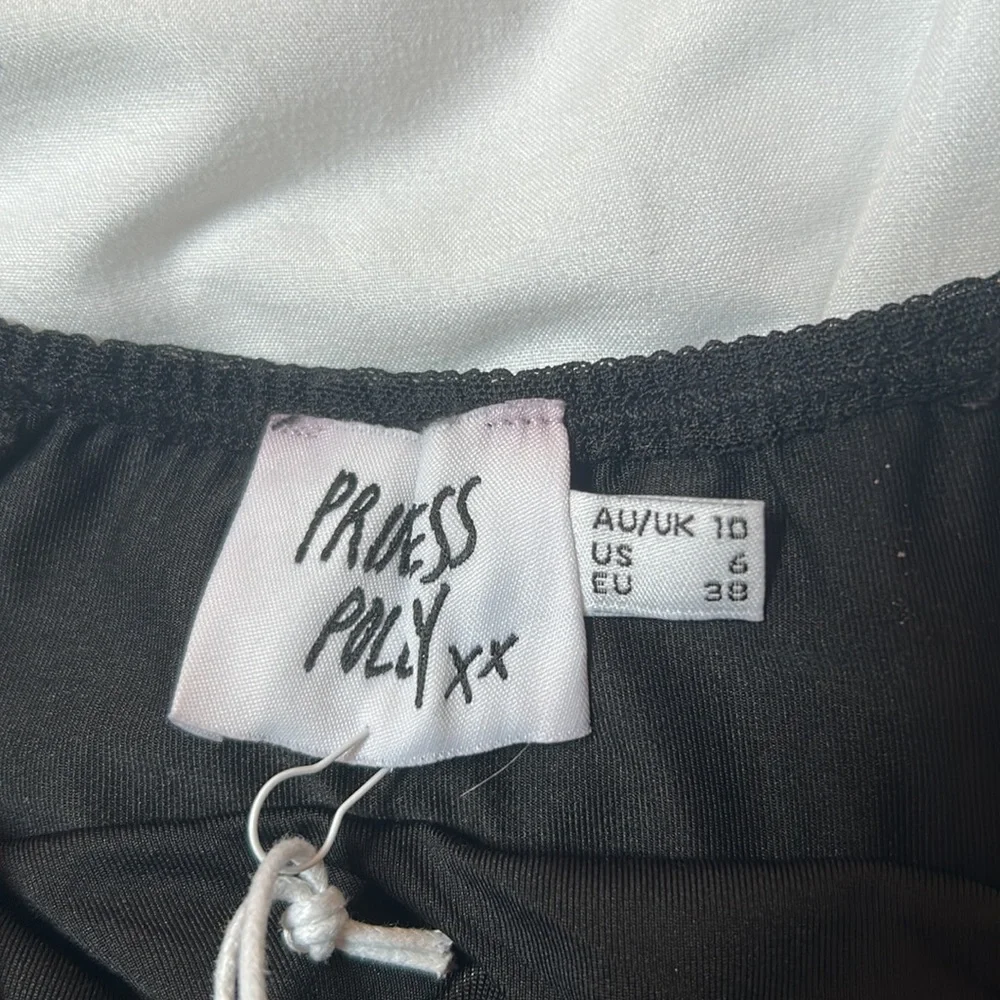 PRINCESS
POLLY xx
AU/UK 10
US 6
EU 38